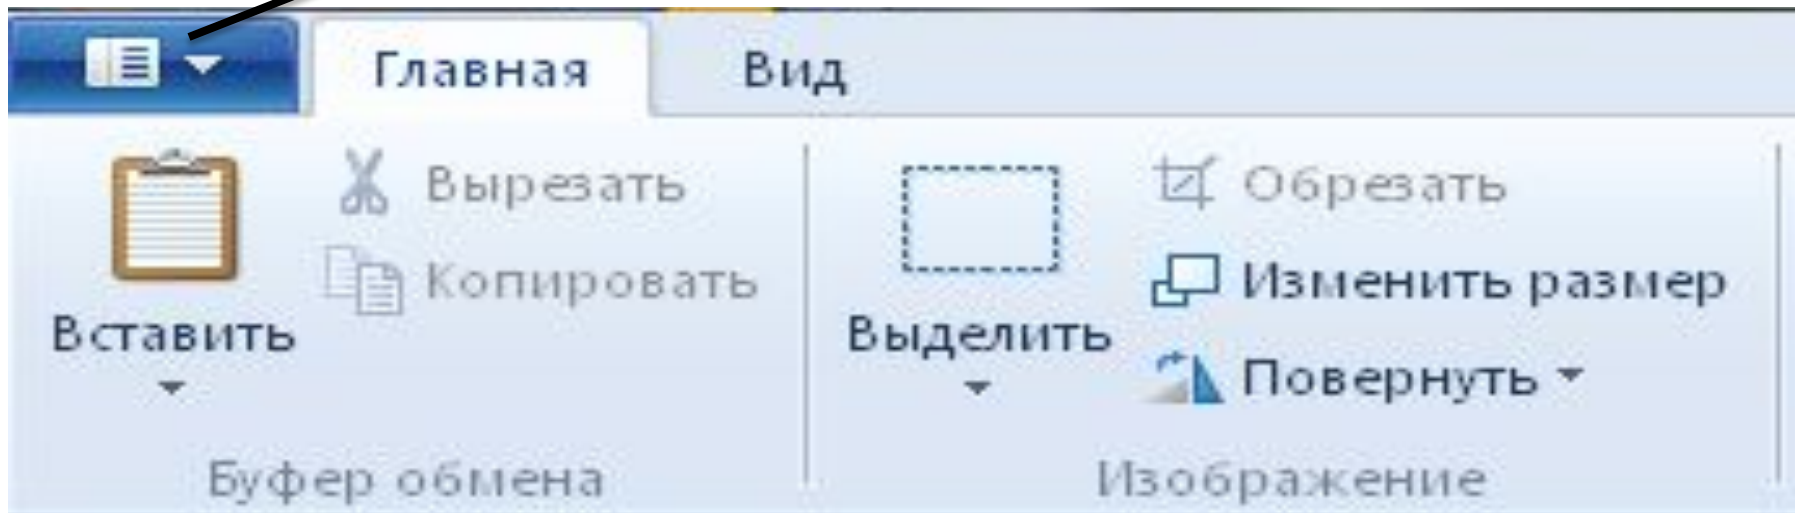 Главная
Вид
Вставить
Вырезать
Копировать
Буфер обмена
Выделить
Обрезать
Изменить размер
Повернуть
Изображение